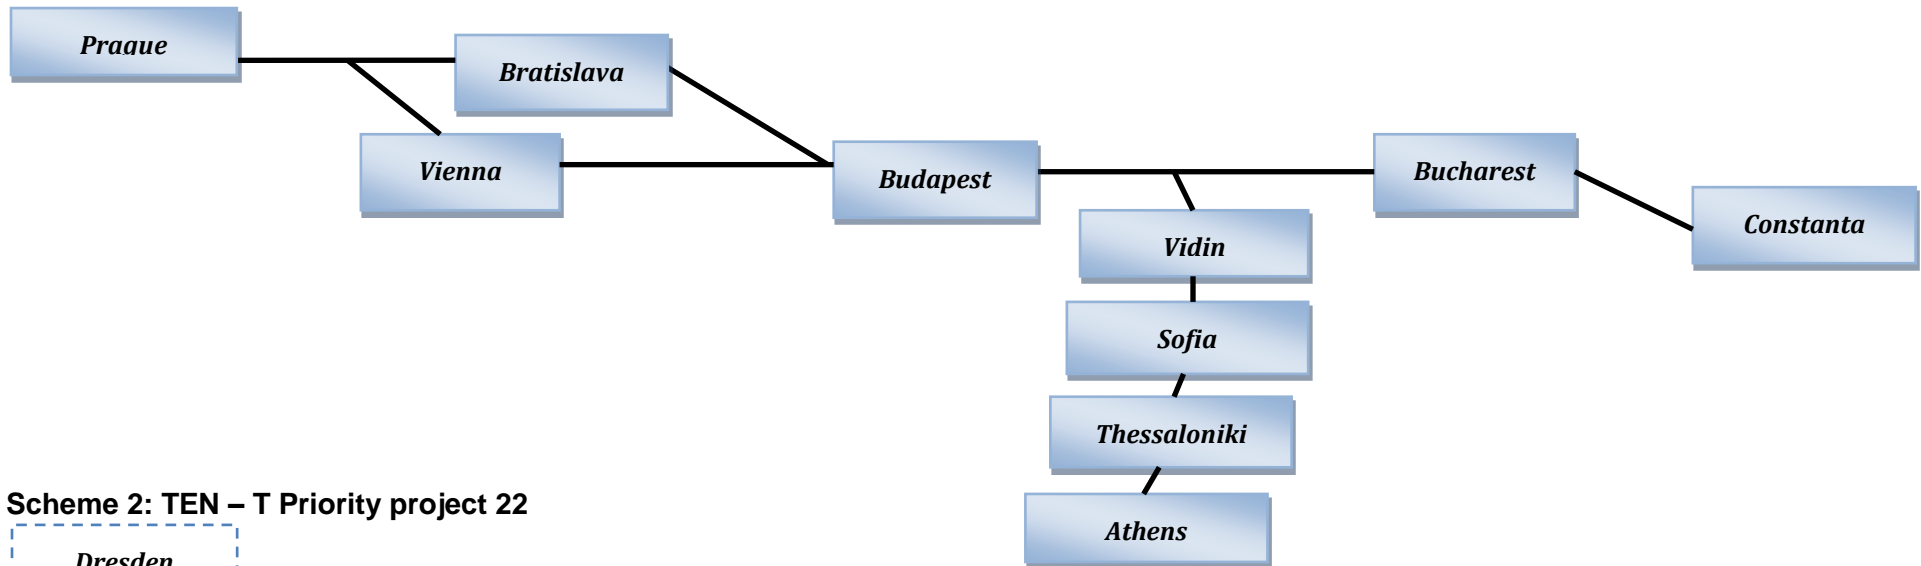 Prague
Bratislava
Vienna
Budapest
Bucharest
Constanta
Vidin
Sofia
Thessaloniki
Athens
Scheme 2: TEN – T Priority project 22
Dresden